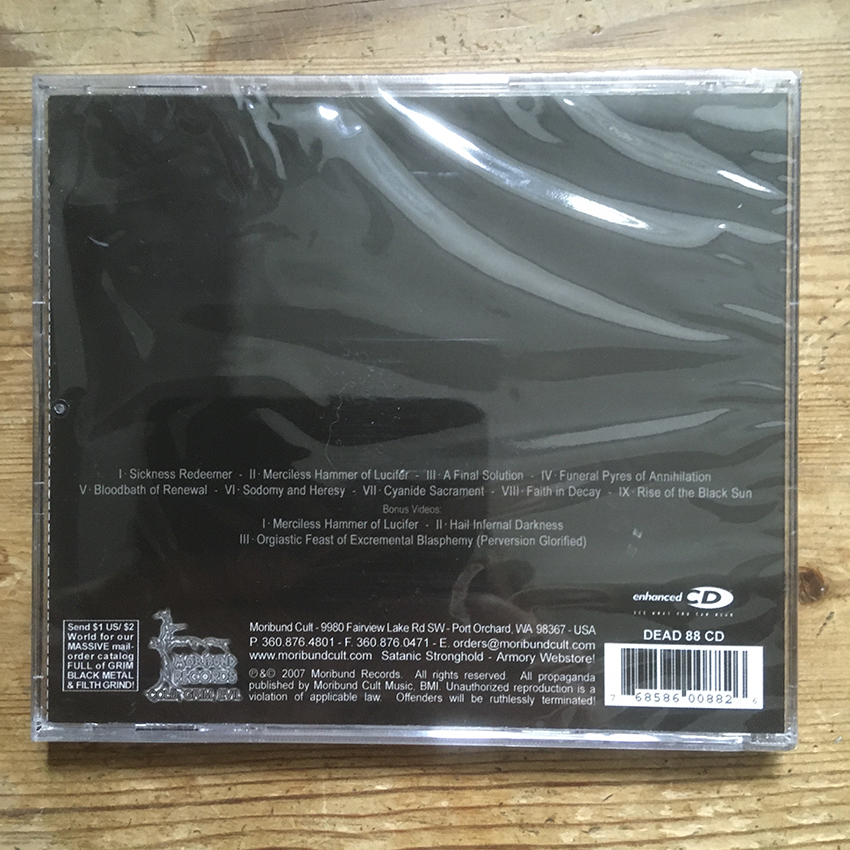 I · Sickness Redeemer - II · Merciless Hammer of Lucifer - III · A Final Solution - IV · Funeral Pyres of Annihilation
V · Bloodbath of Renewal - VI · Sodomy and Heresy - VII · Cyanide Sacrament - VIII · Faith in Decay - IX · Rise of the Black Sun
Bonus Videos:
I · Merciless Hammer of Lucifer - II · Hail Infernal Darkness
III · Orgiastic Feast of Excremental Blasphemy (Perversion Glorified)
enhanced CD
SEE WHAT YOU CAN HEAR
Send $1 US/ $2
World for our
MASSIVE mail-
order catalog
FULL of GRIM
BLACK METAL
& FILTH GRIND!
MORIBUND
RECORDS
Moribund Cult - 9980 Fairview Lake Rd SW - Port Orchard, WA 98367 - USA
P. 360.876.4801 - F. 360.876.0471 - E. orders@moribundcult.com
www.moribundcult.com Satanic Stronghold - Armory Webstore!
℗&© 2007 Moribund Records. All rights reserved. All propaganda
published by Moribund Cult Music, BMI. Unauthorized reproduction is a
violation of applicable law. Offenders will be ruthlessly terminated!
DEAD 88 CD
7 68586 00882 6